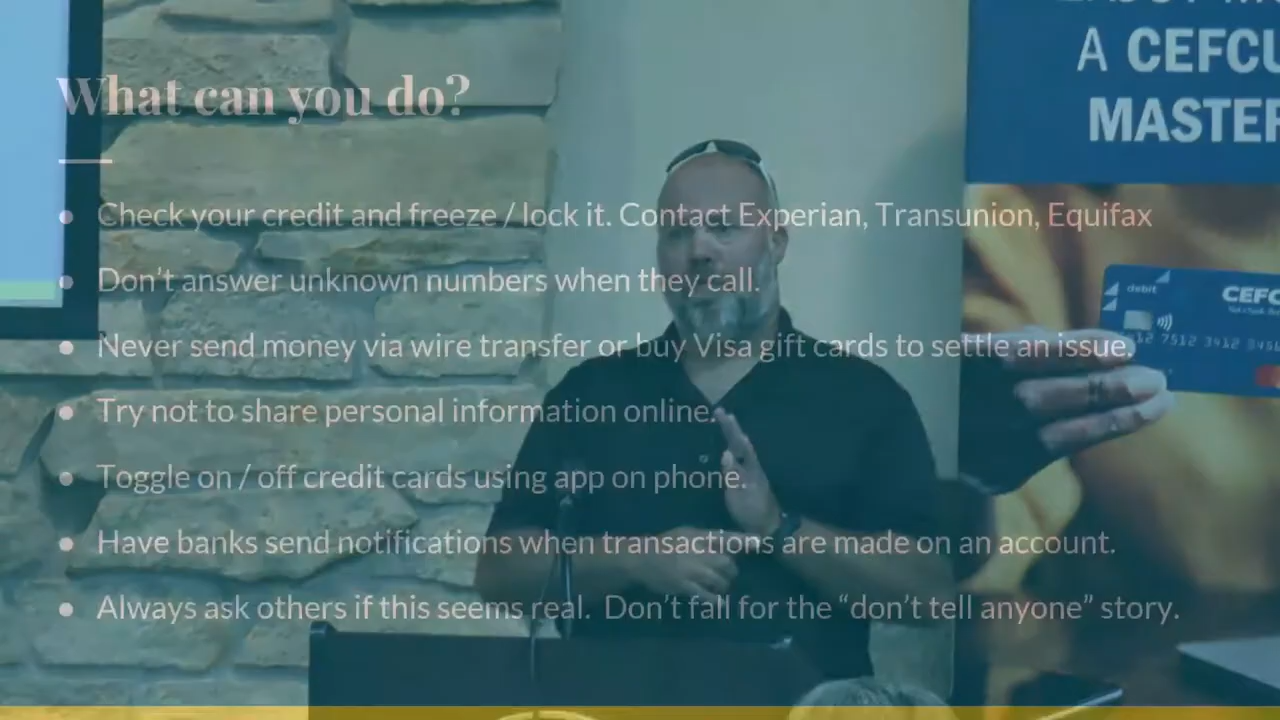 A CEFCU
MASTER
What can you do?
Check your credit and freeze / lock it. Contact Experian, Transunion, Equifax
Don’t answer unknown numbers when they call.
debit
CEFC
Never send money via wire transfer or buy Visa gift cards to settle an issue.
12 7512 3412 3456
Try not to share personal information online.
Toggle on / off credit cards using app on phone.
Have banks send notifications when transactions are made on an account.
Always ask others if this seems real. Don’t fall for the “don’t tell anyone” story.